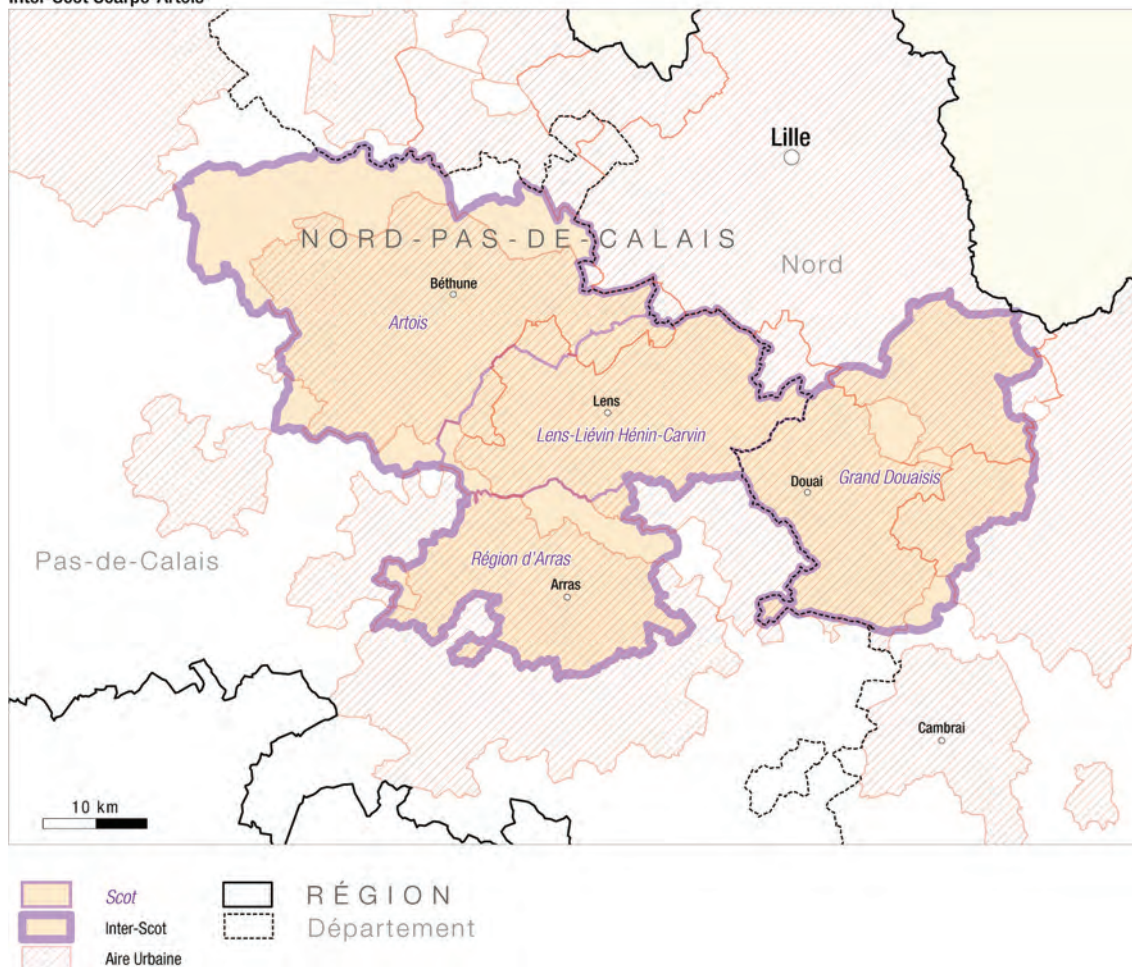 Inter-Scot Scarpe-Artois
Lille
NORD-PAS-DE-CALAIS
Nord
Béthune
Artois
Lens
Lens-Liévin Hénin-Carvin
Douai
Grand Douaisis
Pas-de-Calais
Région d'Arras
Arras
Cambrai
10 km
Scot
RÉGION
Inter-Scot
Département
Aire Urbaine